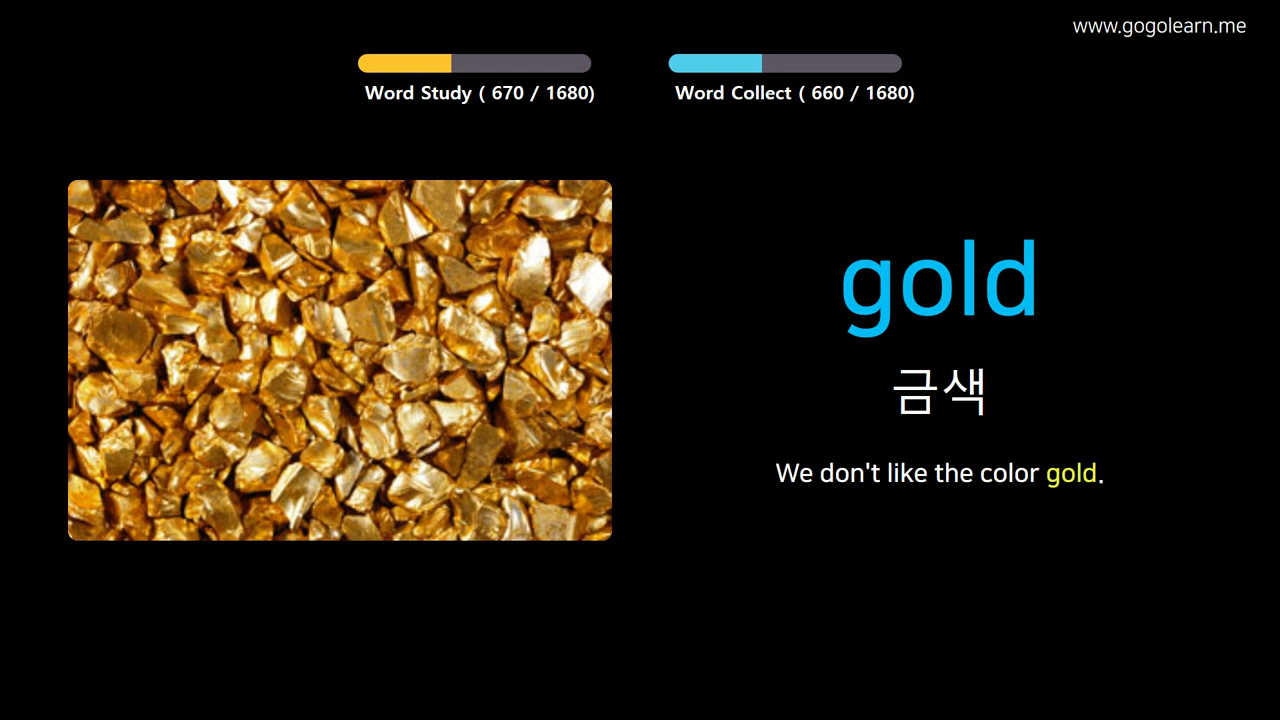 www.gogolearn.me
Word Study ( 670 / 1680)
Word Collect ( 660 / 1680)
gold
금색
We don't like the color gold.